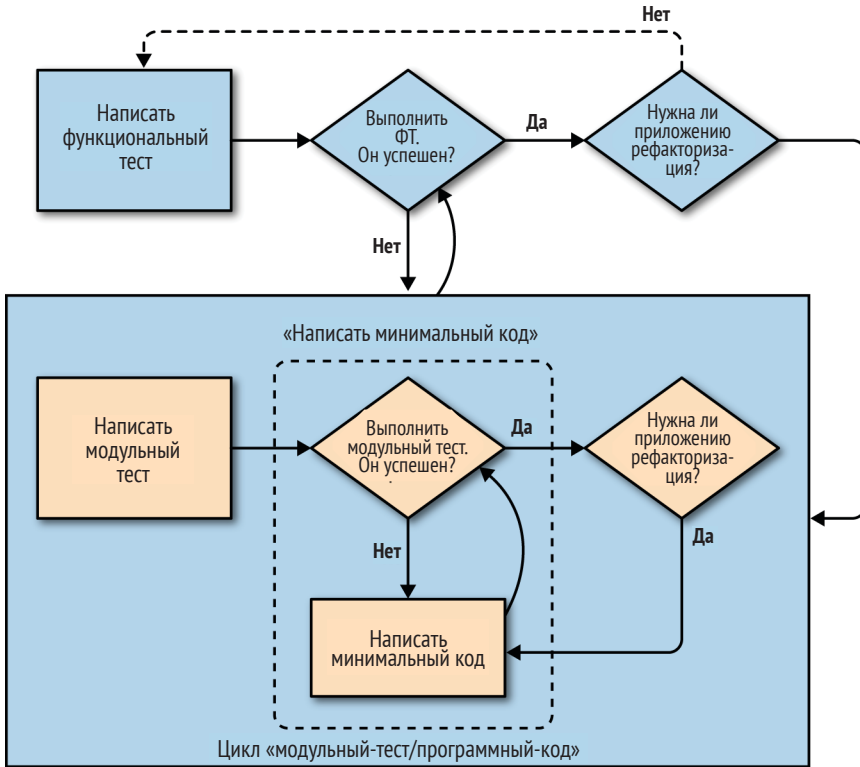 Нет
Написать
функциональный
тест
Выполнить
ФТ.
Он успешен?
Да
Нужна ли
приложению
рефакториза-
ция?
Нет
«Написать минимальный код»
Написать
модульный
тест
Выполнить
модульный тест.
Он успешен?
Да
Нужна ли
приложению
рефакториза-
ция?
Нет
Да
Написать
минимальный код
Цикл «модульный-тест/программный-код»